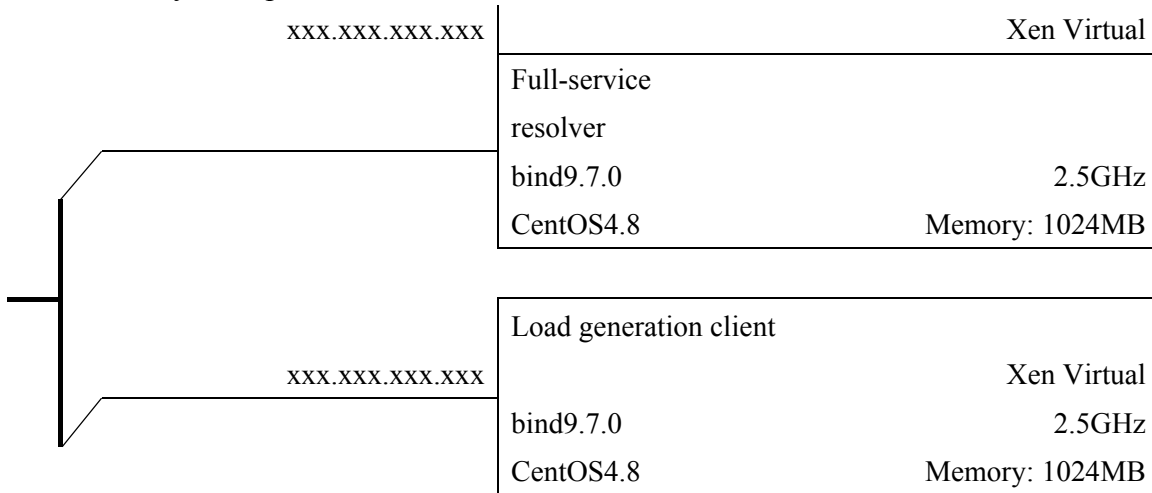 xxx.xxx.xxx.xxx Xen Virtual
Full-service
resolver
bind9.7.0 2.5GHz
CentOS4.8 Memory: 1024MB
Load generation client
xxx.xxx.xxx.xxx Xen Virtual
bind9.7.0 2.5GHz
CentOS4.8 Memory: 1024MB